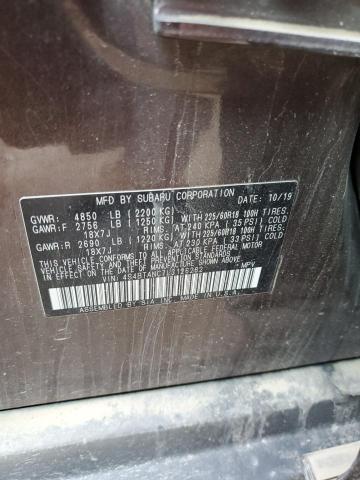 MFD BY SUBARU CORPORATION 10/19
GVWR: 4850 LB (2200 KG)
GAWR:F 2756 LB (1250 KG) WITH 225/60R18 100H TIRES.
18X7J RIMS. AT 240 KPA (35 PSI) COLD
GAWR:R 2690 LB (1220 KG) WITH 225/60R18 100H TIRES.
18X7J RIMS. AT 230 KPA (33 PSI) COLD
THIS VEHICLE CONFORMS TO ALL APPLICABLE FEDERAL MOTOR
VEHICLE SAFETY, BUMPER, AND THEFT PREVENTION STANDARDS
IN EFFECT ON THE DATE OF MANUFACTURE SHOWN ABOVE.
VIN: MPV
ASSEMBLED BY S.I.A. INC. MADE IN U.S.A.